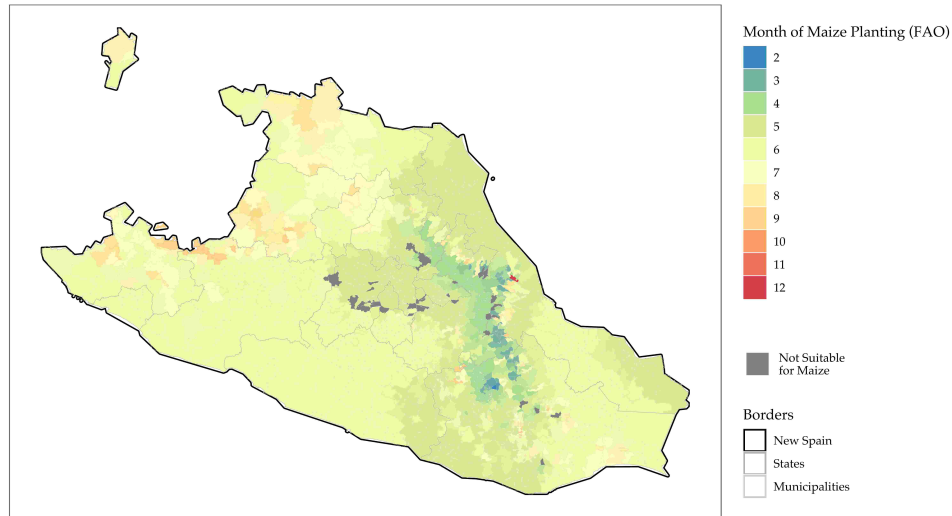 Month of Maize Planting (FAO)
2
3
4
5
6
7
8
9
10
11
12
Not Suitable
for Maize
Borders
New Spain
States
Municipalities